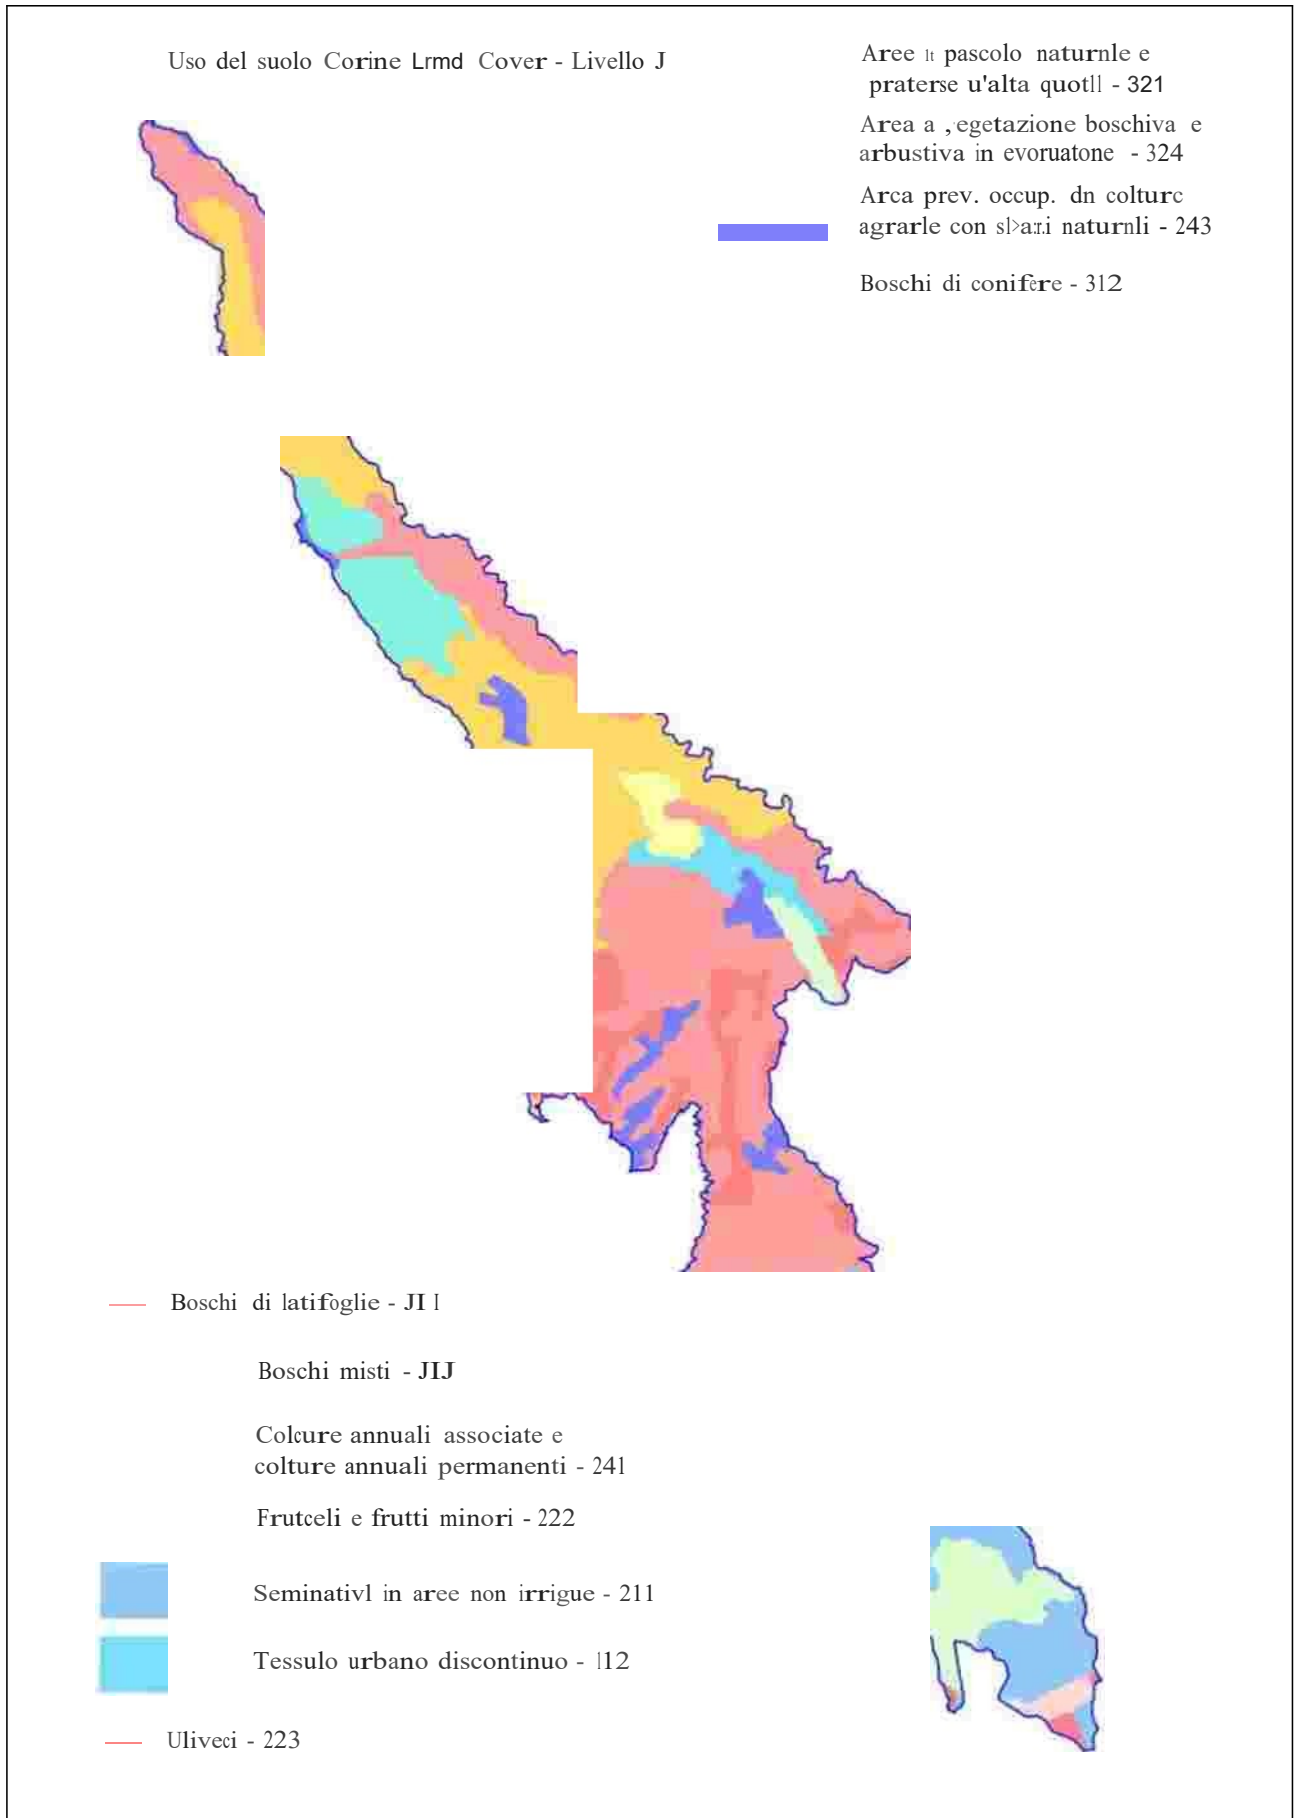 Uso del suolo Corine Lrmd Cover - Livello J
Aree lt pascolo naturnle e
praterse u'alta quotll - 321
Area a ,·egetazione boschiva e
arbustiva in evoruatone - 324
Arca prev. occup. dn colturc
agrarle con sl>a:r.i naturnli - 243
Boschi di conifere - 312
Boschi di latifoglie - JI l
Boschi misti - JIJ
Colcure annuali associate e
colture annuali permanenti - 241
Frutceli e frutti minori - 222
Seminativl in aree non irrigue - 211
Tessulo urbano discontinuo - l12
Uliveci - 223